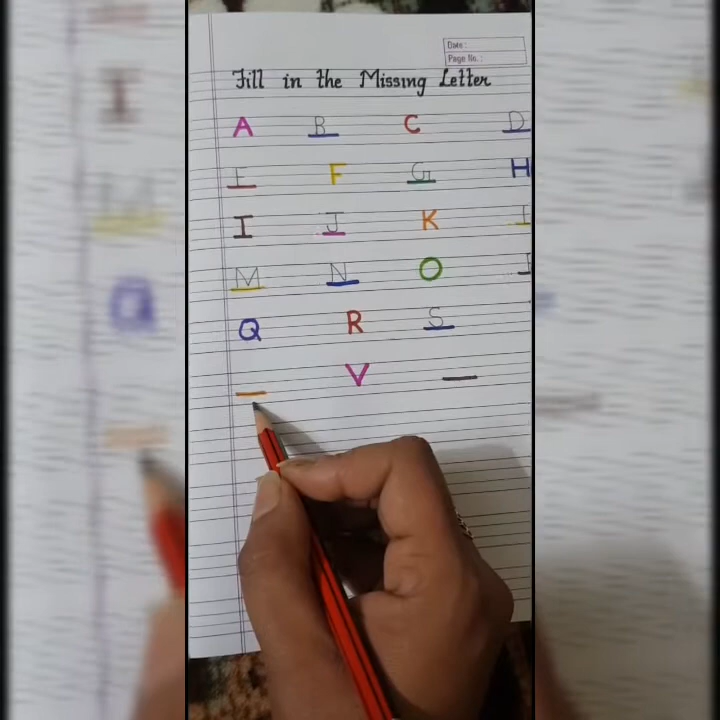 Date :
Page No. :
Fill in the Missing Letter
A B C D
E F G H
I J K L
M N O
Q R S
V